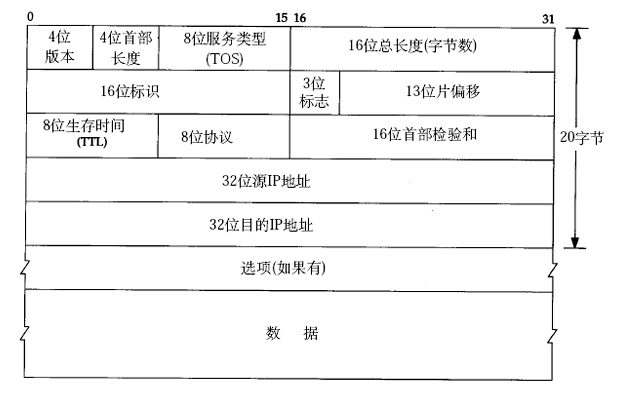 0 15 16 31
4位
版本
4位首部
长度
8位服务类型
(TOS)
16位总长度(字节数)
16位标识
3位
标志
13位片偏移
8位生存时间
(TTL)
8位协议
16位首部检验和
20字节
32位源IP地址
32位目的IP地址
选项(如果有)
数 据